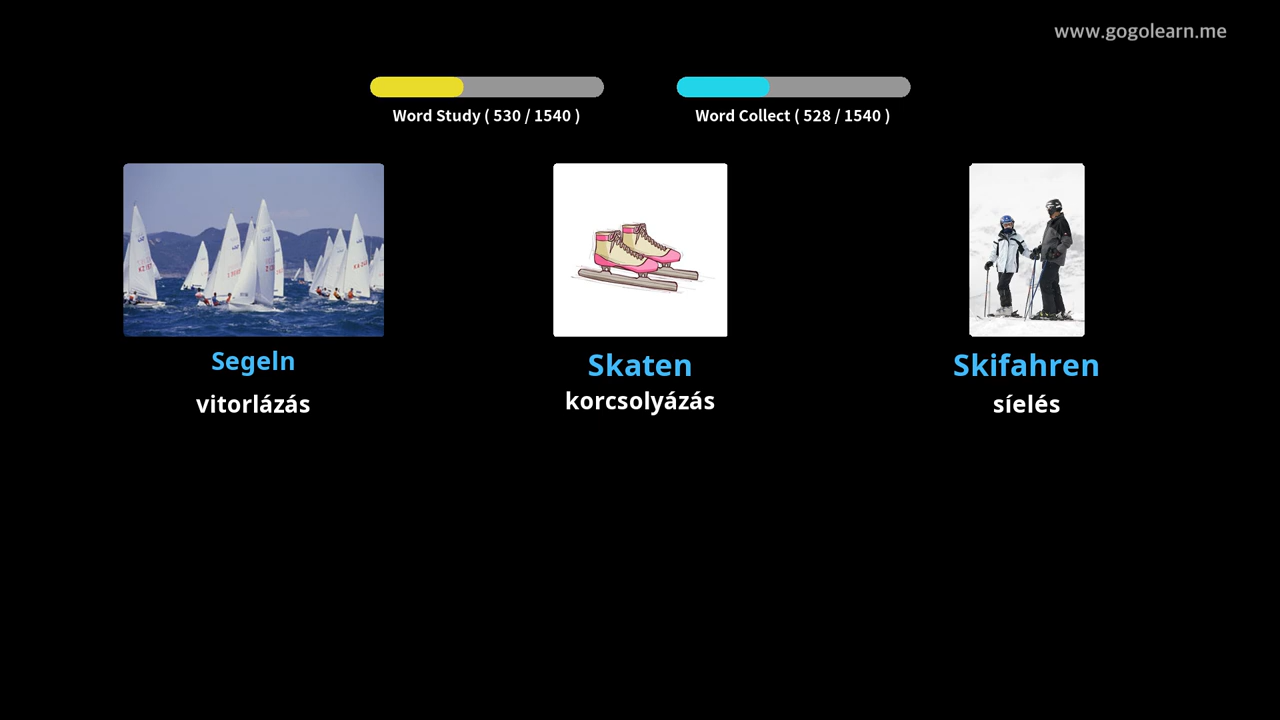 www.gogolearn.me
Word Study ( 530 / 1540 )
Word Collect ( 528 / 1540 )
Segeln
Skaten
Skifahren
vitorlázás
korcsolyázás
síelés